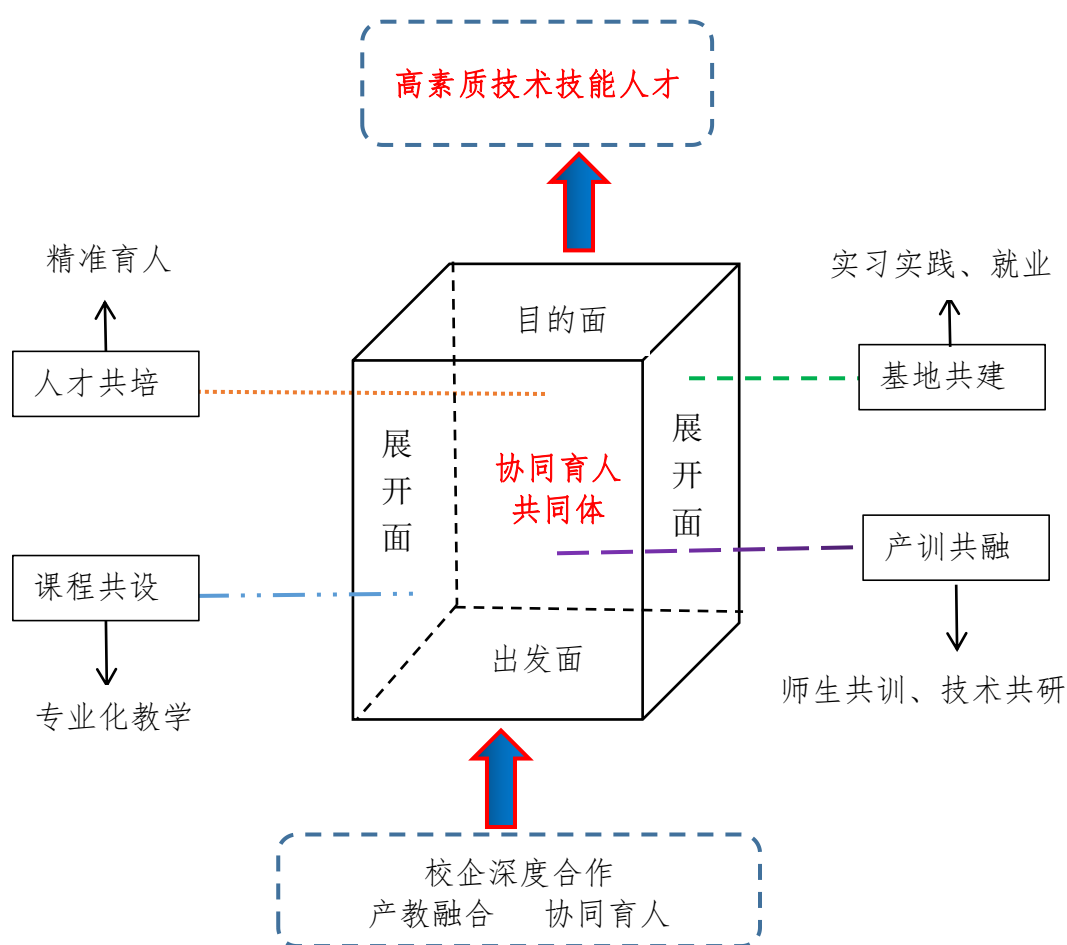 高素质技术技能人才
精准育人
实习实践、就业
目的面
人才共培
基地共建
展开面
协同育人
共同体
展开面
课程共设
产训共融
出发面
专业化教学
师生共训、技术共研
校企深度合作
产教融合 协同育人